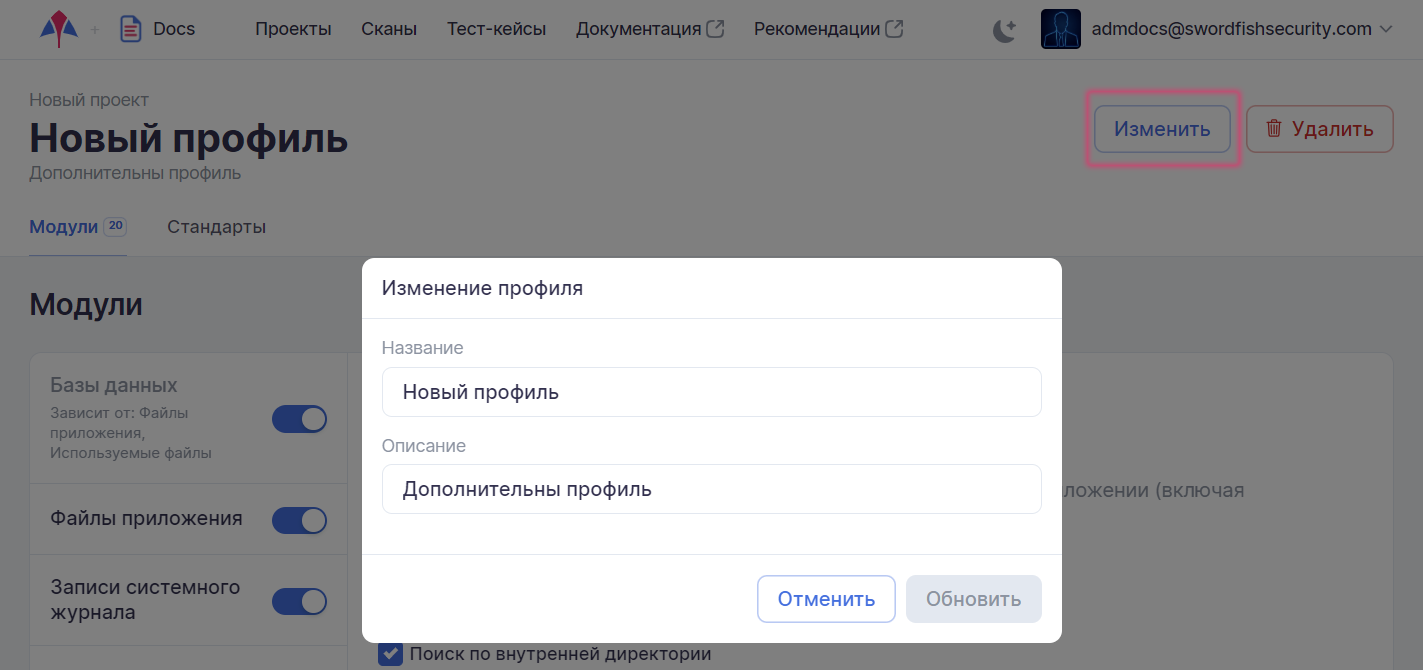 Docs Проекты Сканы Тест-кейсы Документация Рекомендации admdocs@swordfishsecurity.com
Новый проект
Новый профиль
Дополнительны профиль
Изменить Удалить
Модули 20 Стандарты
Модули
Базы данных
Зависит от: Файлы
приложения,
Используемые файлы
Файлы приложения
Записи системного
журнала
Изменение профиля
Название
Новый профиль
Описание
Дополнительны профиль
Отменить Обновить
ложении (включая
Поиск по внутренней директории